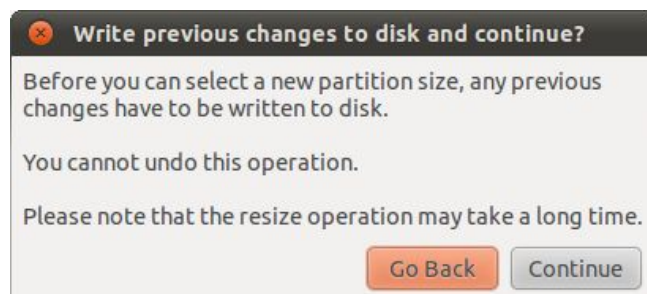 Write previous changes to disk and continue?
Before you can select a new partition size, any previous
changes have to be written to disk.
You cannot undo this operation.
Please note that the resize operation may take a long time.
Go Back Continue